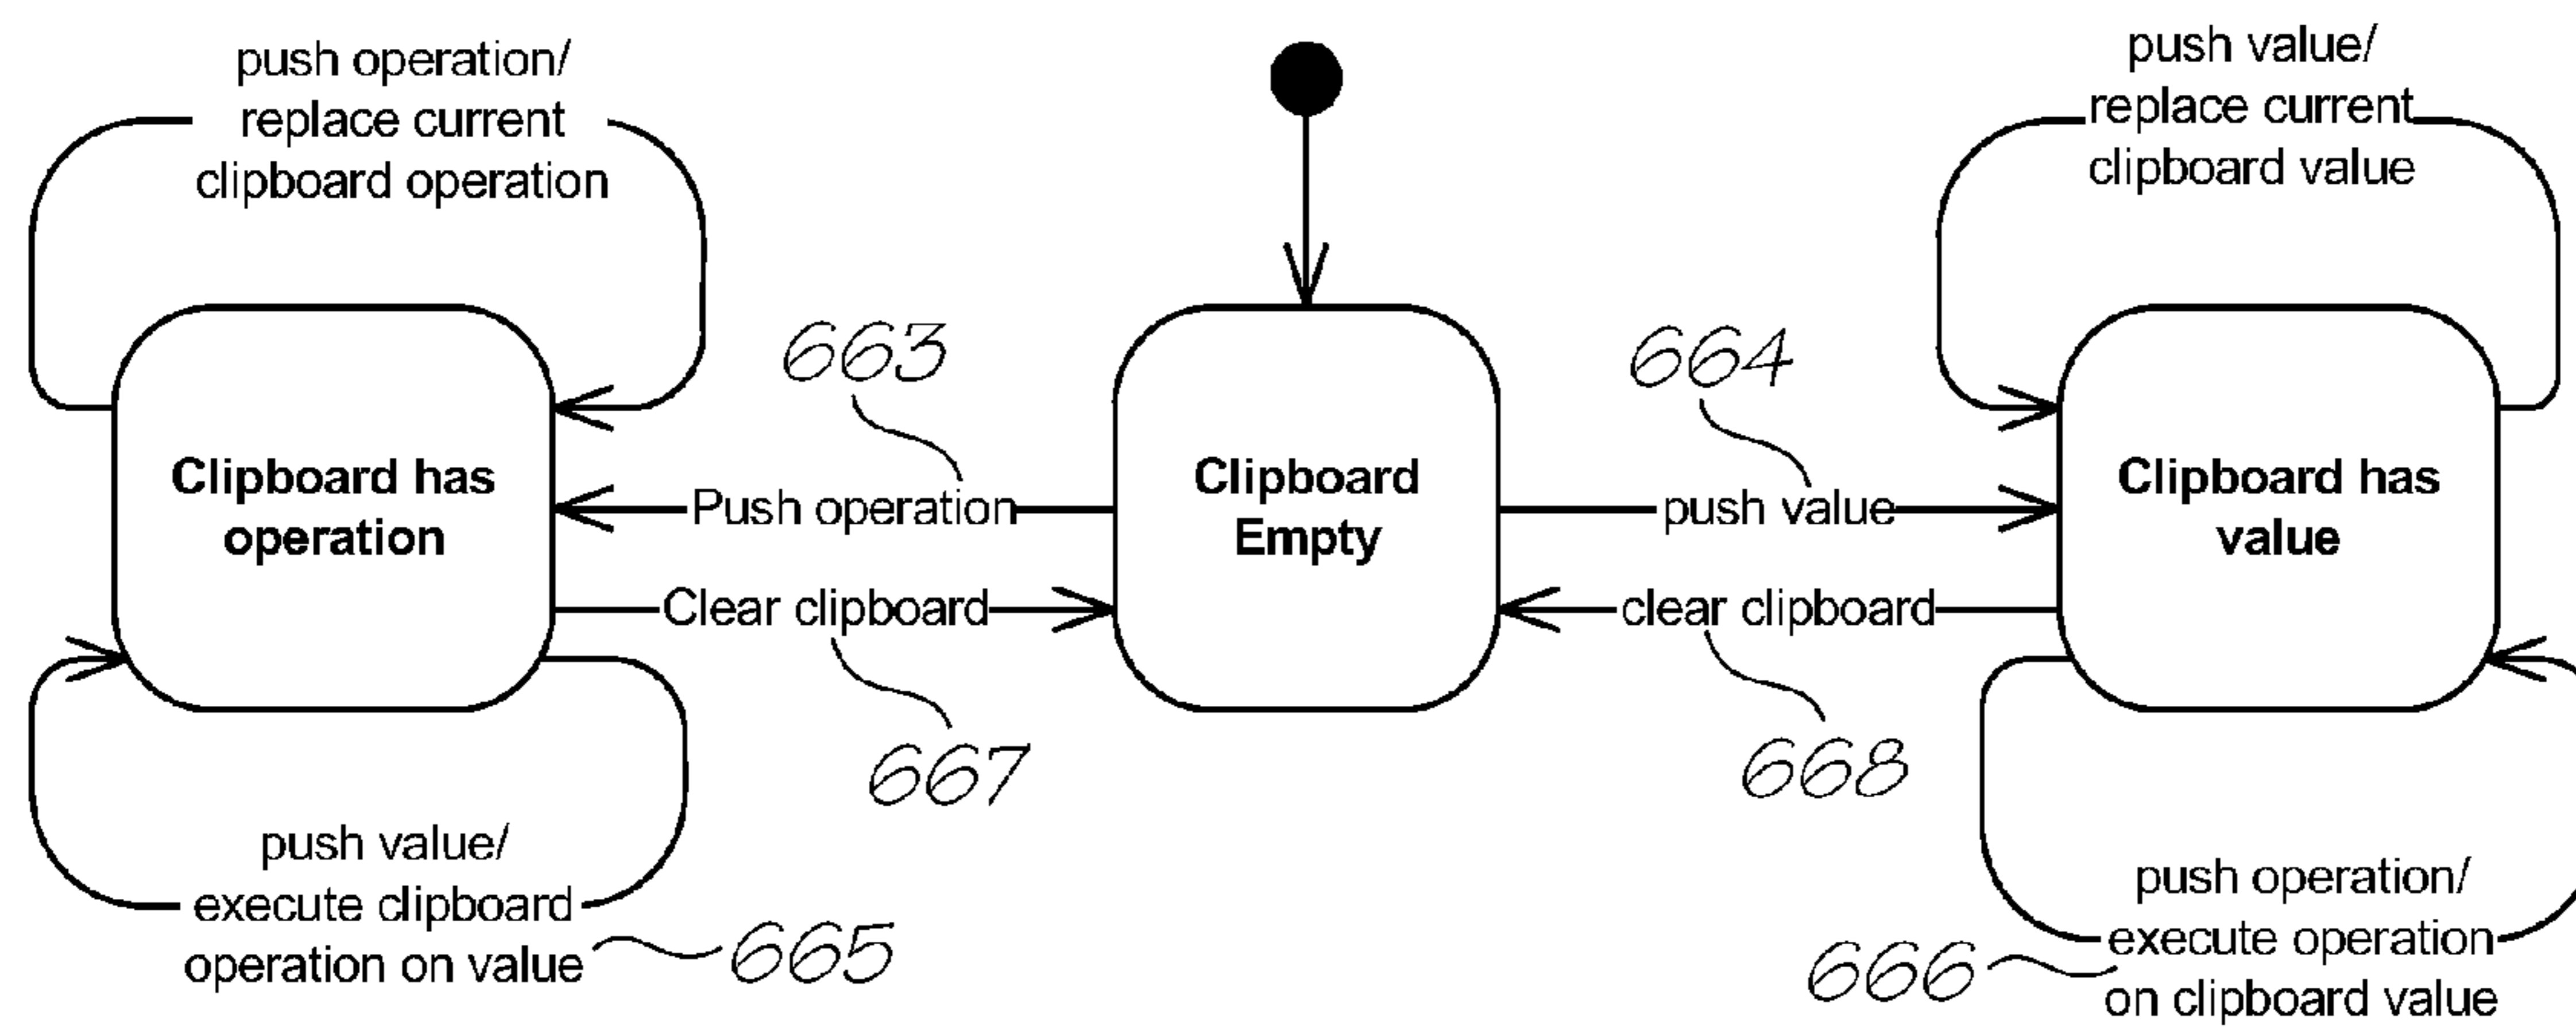 push operation/
replace current
clipboard operation
push value/
replace current
clipboard value
663
664
Clipboard has
operation
Push operation
Clipboard
Empty
push value
Clipboard has
value
Clear clipboard
clear clipboard
667
668
push value/
execute clipboard
operation on value
665
push operation/
execute operation
on clipboard value
666